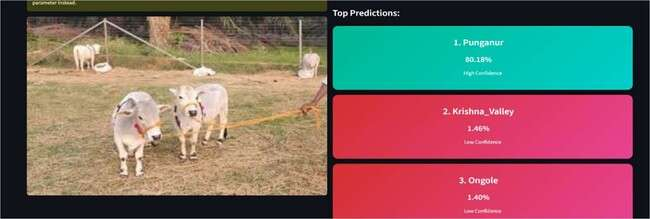 parameter instead.
Top Predictions:
1. Punganur
80.18%
High Confidence
2. Krishna_Valley
1.46%
Low Confidence
3. Ongole
1.40%
Low Confidence